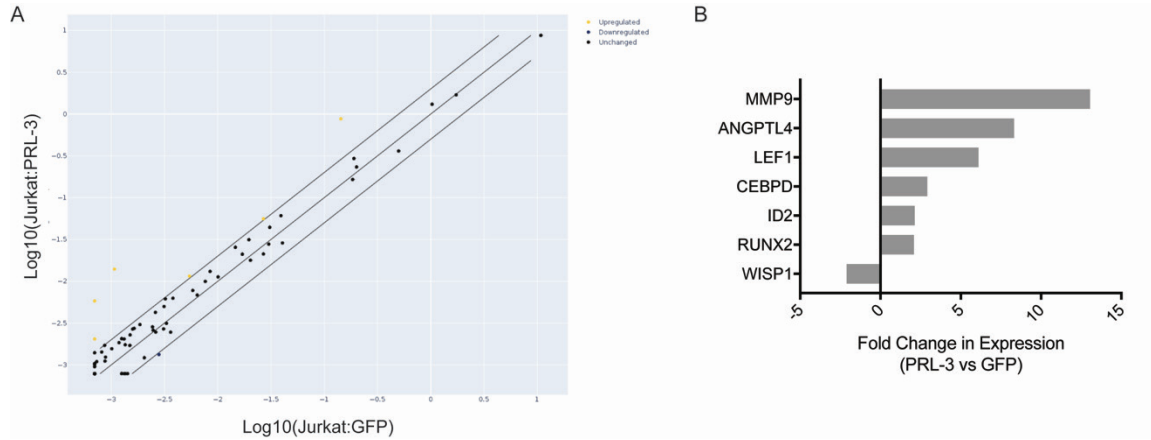 A
Log10(Jurkat:PRL-3)
1
0.5
0
−0.5
−1
−1.5
−2
−2.5
−3
−3
−2.5
−2
−1.5
−1
−0.5
0
0.5
1
Log10(Jurkat:GFP)
Upregulated
Downregulated
Unchanged
B
MMP9
ANGPTL4
LEF1
CEBPD
ID2
RUNX2
WISP1
-5
0
5
10
15
Fold Change in Expression
(PRL-3 vs GFP)